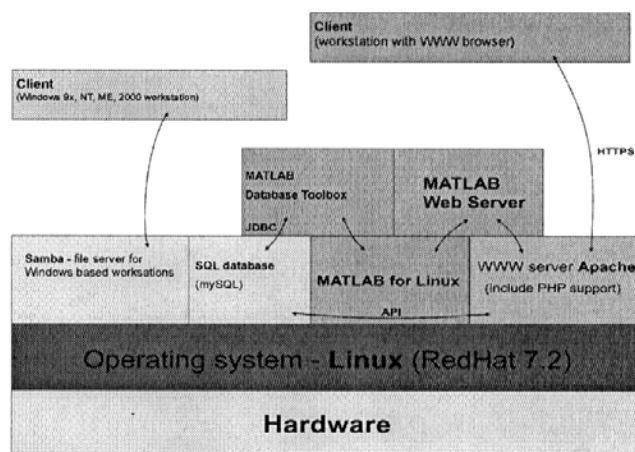 Client
(workstation with WWW browser)
Client
(Windows 9x, NT, ME, 2000 workstation)
HTTPS
MATLAB
Database Toolbox
MATLAB
Web Server
JDBC
Samba - file server for
Windows based worksations
SQL database
(mySQL)
MATLAB for Linux
WWW server Apache
(include PHP support)
API
Operating system - Linux (RedHat 7.2)
Hardware